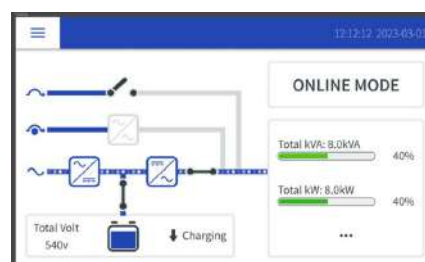 12:12:12 2023-03-03
ONLINE MODE
Total kVA: 8.0kVA
40%
Total kW: 8.0kW
40%
...
Total Volt
540v
Charging